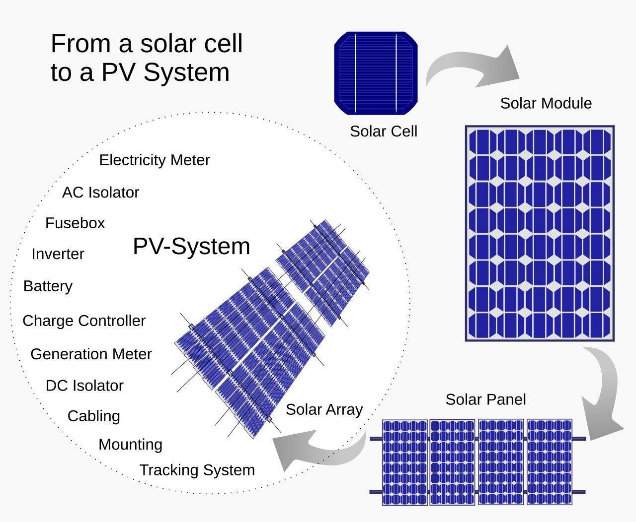 From a solar cell
to a PV System
Solar Cell
Solar Module
Electricity Meter
AC Isolator
Fusebox
Inverter
PV-System
Battery
Charge Controller
Generation Meter
DC Isolator
Cabling
Mounting
Tracking System
Solar Array
Solar Panel